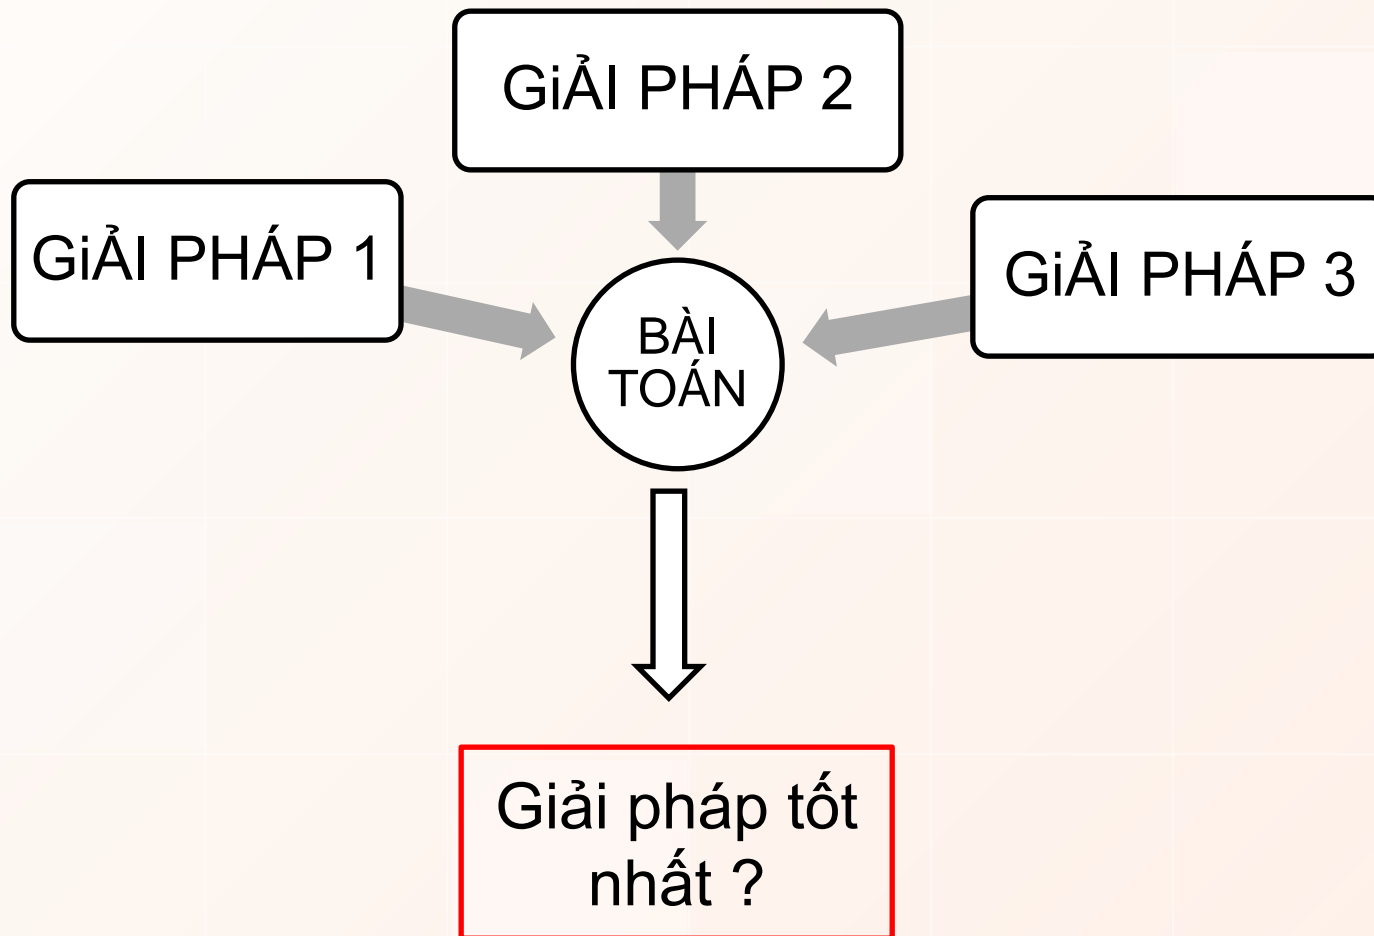 GiẢI PHÁP 2
GiẢI PHÁP 1
GiẢI PHÁP 3
BÀI
TOÁN
Giải pháp tốt
nhất ?